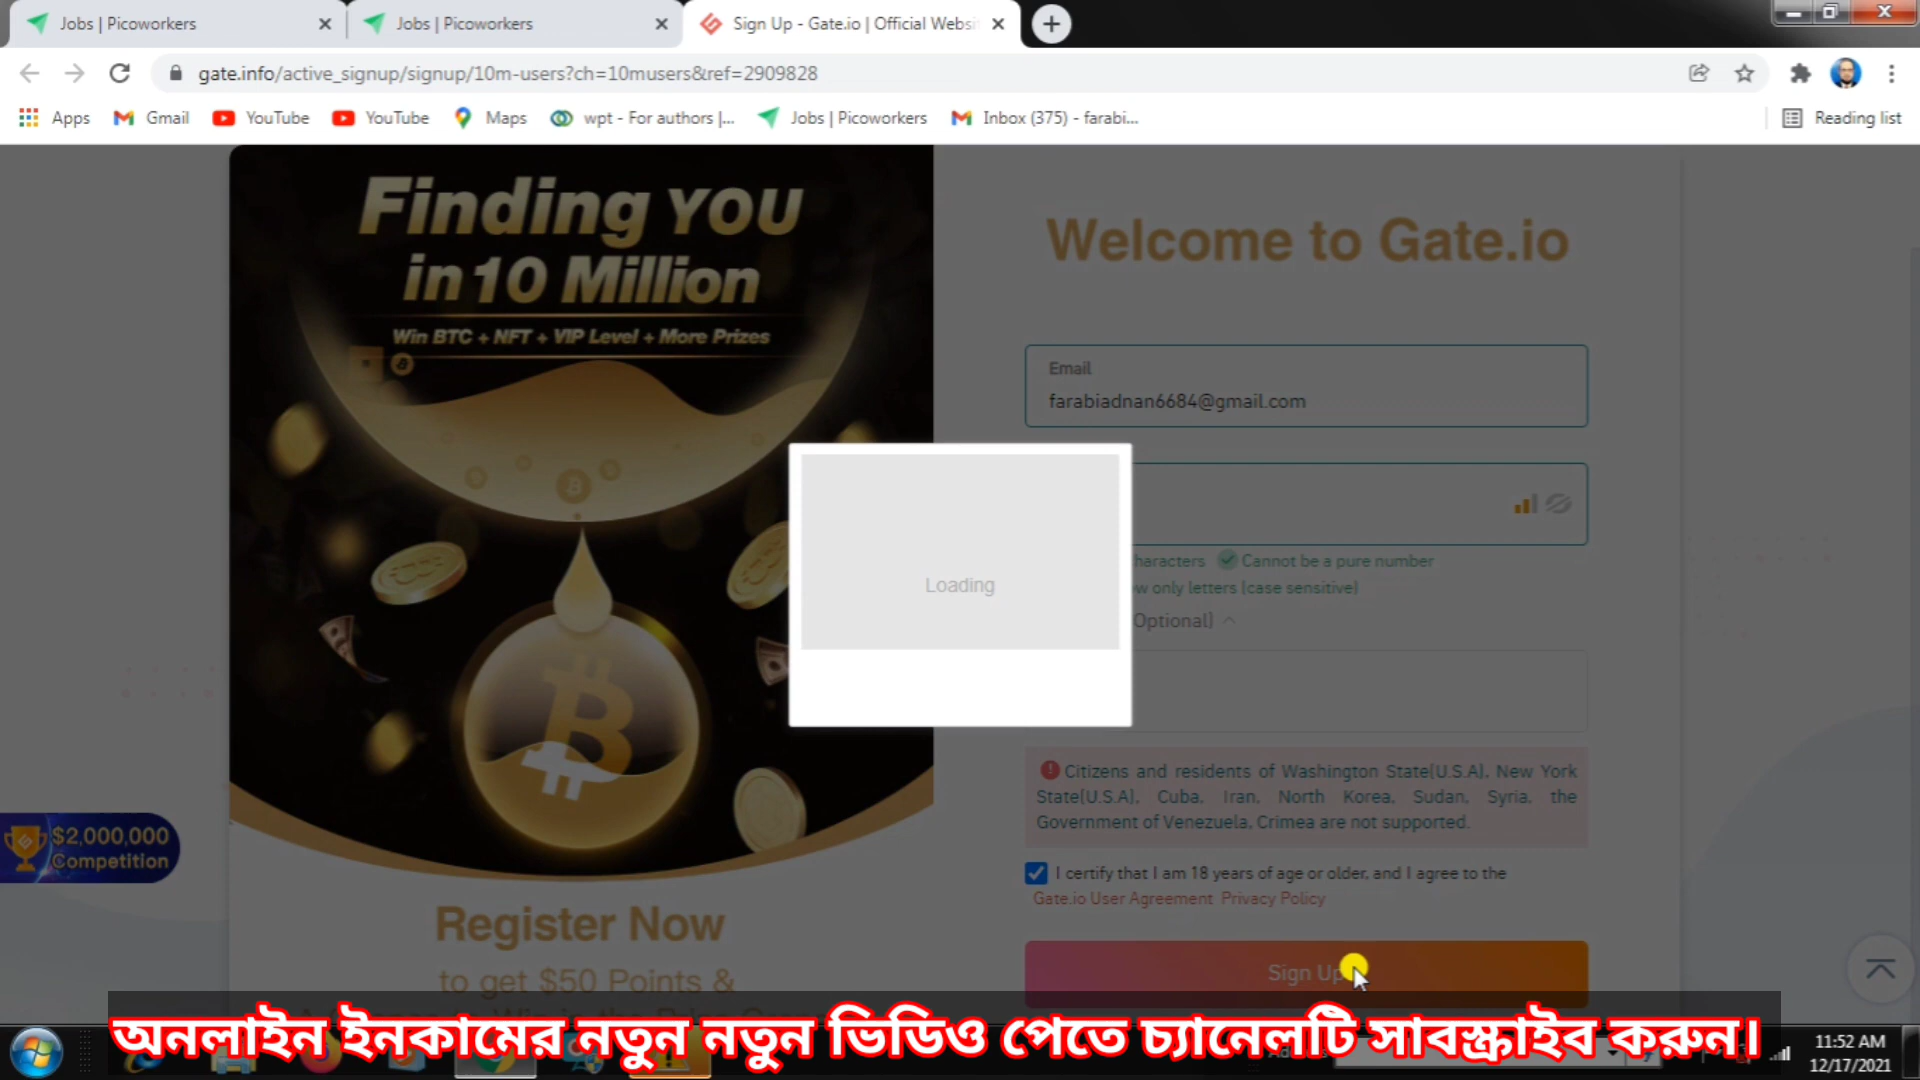 Jobs | Picoworkers
Jobs | Picoworkers
Sign Up - Gate.io | Official Websi
gate.info/active_signup/signup/10m-users?ch=10musers&ref=2909828
Apps
Gmail
YouTube
YouTube
Maps
wpt - For authors |...
Jobs | Picoworkers
Inbox (375) - farabi...
Reading list
Finding YOU
in 10 Million
Win BTC + NFT + VIP Level + More Prizes
Welcome to Gate.io
Email
farabiadnan6684@gmail.com
Loading
haracters Cannot be a pure number
w only letters (case sensitive)
Optional)
Citizens and residents of Washington State(U.S.A), New York
State(U.S.A), Cuba, Iran, North Korea, Sudan, Syria, the
Government of Venezuela, Crimea are not supported.
I certify that I am 18 years of age or older, and I agree to the
Gate.io User Agreement Privacy Policy
Sign Up
$2,000,000
Competition
Register Now
to get $50 Points &
অনলাইন ইনকামের নতুন নতুন ভিডিও পেতে চ্যানেলটি সাবস্ক্রাইব করুন।
11:52 AM
12/17/2021